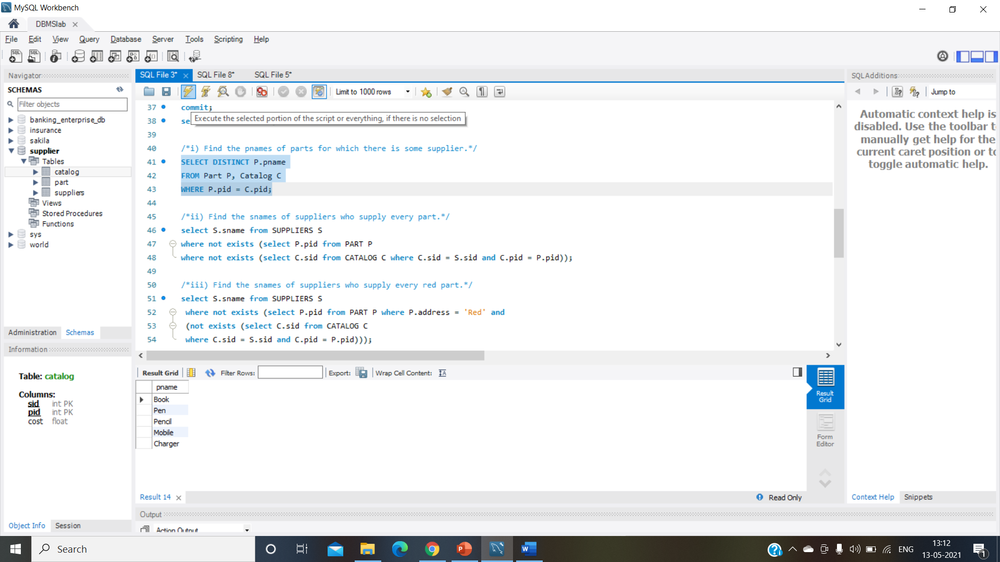 MySQL Workbench
DBMSlab
File Edit View Query Database Server Tools Scripting Help
Navigator
SCHEMAS
Filter objects
banking_enterprise_db
insurance
sakila
supplier
Tables
catalog
part
suppliers
Views
Stored Procedures
Functions
sys
world
Administration Schemas
Information
Table: catalog
Columns:
sid int PK
pid int PK
cost float
Object Info Session
SQL File 3* SQL File 8* SQL File 5*
Limit to 1000 rows
37 commit;
38 se
Execute the selected portion of the script or everything, if there is no selection
39
40 /*i) Find the pnames of parts for which there is some supplier.*/
41 SELECT DISTINCT P.pname
42 FROM Part P, Catalog C
43 WHERE P.pid = C.pid;
44
45 /*ii) Find the snames of suppliers who supply every part.*/
46 select S.sname from SUPPLIERS S
47 where not exists (select P.pid from PART P
48 where not exists (select C.sid from CATALOG C where C.sid = S.sid and C.pid = P.pid));
49
50 /*iii) Find the snames of suppliers who supply every red part.*/
51 select S.sname from SUPPLIERS S
52 where not exists (select P.pid from PART P where P.address = 'Red' and
53 (not exists (select C.sid from CATALOG C
54 where C.sid = S.sid and C.pid = P.pid)));
Result Grid Filter Rows: Export: Wrap Cell Content:
pname
Book
Pen
Pencil
Mobile
Charger
Result Grid
Form Editor
Result 14
Read Only
Output
Action Output
SQLAdditions
Jump to
Automatic context help is
disabled. Use the toolbar t
manually get help for the
current caret position or to
toggle automatic help.
Context Help Snippets
Search
ENG
13:12
13-05-2021
1